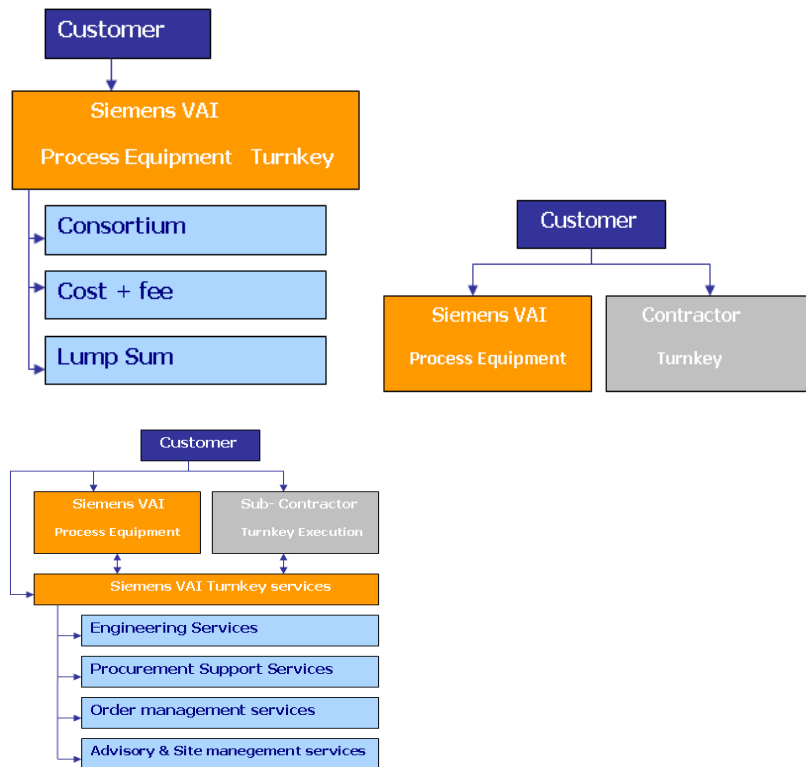 Customer
Siemens VAI
Process Equipment Turnkey
Consortium
Cost + fee
Lump Sum
Customer
Siemens VAI
Process Equipment
Contractor
Turnkey
Customer
Siemens VAI
Process Equipment
Sub- Contractor
Turnkey Execution
Siemens VAI Turnkey services
Engineering Services
Procurement Support Services
Order management services
Advisory & Site manegement services